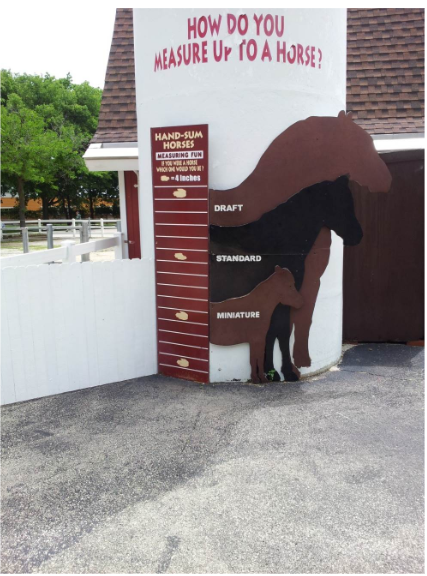 HOW DO YOU
MEASURE UP TO A HORSE?
HAND-SUM
HORSES
MEASURING FUN
IF YOU WERE A HORSE
WHICH ONE WOULD YOU BE?
= 4 Inches
DRAFT
STANDARD
MINIATURE